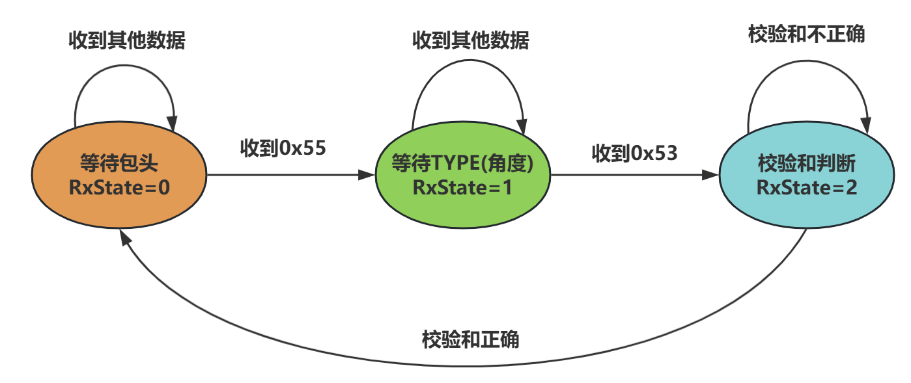 收到其他数据
收到其他数据
校验和不正确
等待包头
RxState=0
收到0x55
等待TYPE(角度)
RxState=1
收到0x53
校验和判断
RxState=2
校验和正确